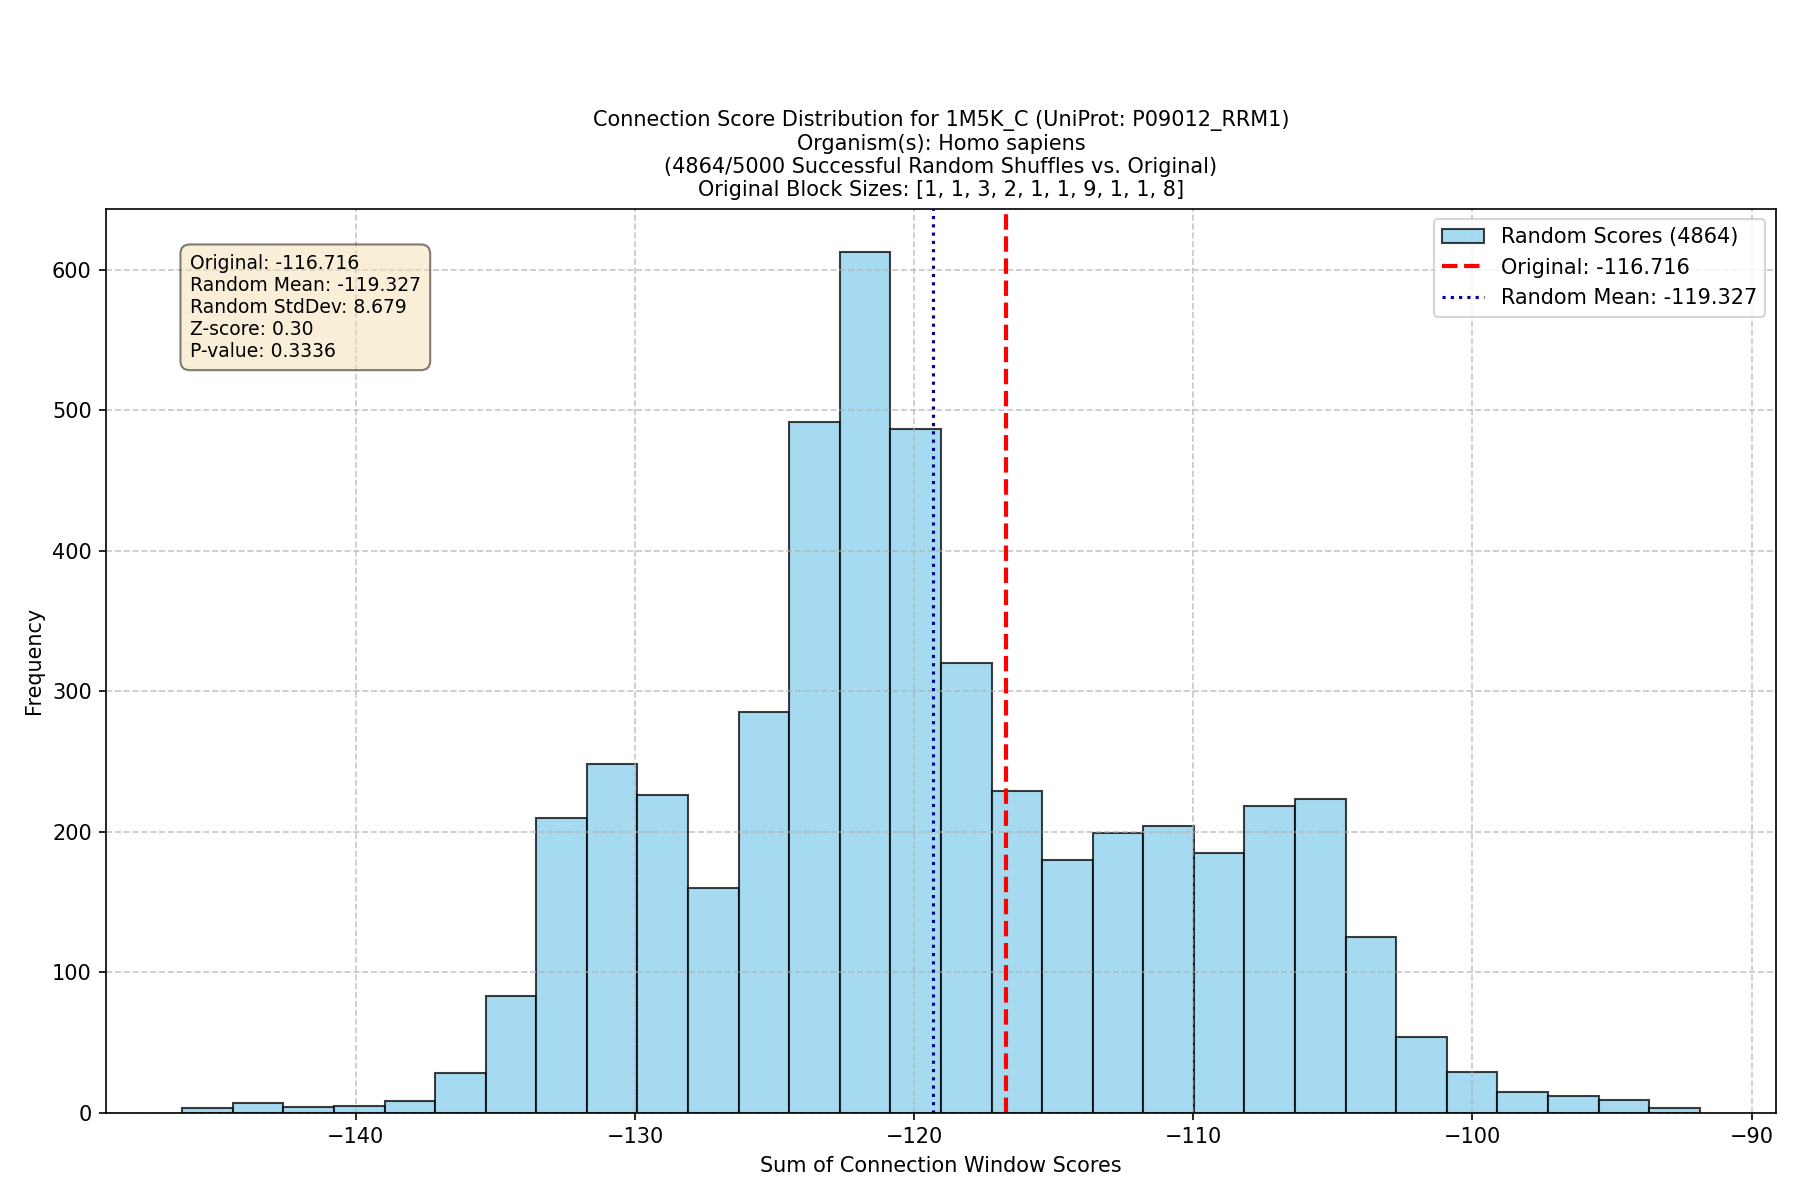 Connection Score Distribution for 1M5K_C (UniProt: P09012_RRM1)
Organism(s): Homo sapiens
(4864/5000 Successful Random Shuffles vs. Original)
Original Block Sizes: [1, 1, 3, 2, 1, 1, 9, 1, 1, 8]
Original: -116.716
Random Mean: -119.327
Random StdDev: 8.679
Z-score: 0.30
P-value: 0.3336
Random Scores (4864)
Original: -116.716
Random Mean: -119.327
Frequency
600
500
400
300
200
100
0
−140
−130
−120
−110
−100
−90
Sum of Connection Window Scores